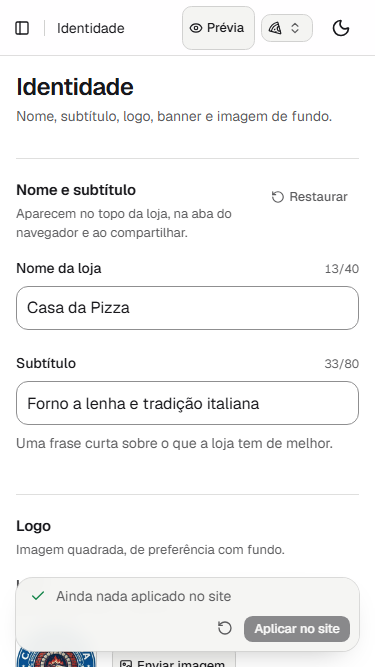 Identidade
Prévia
Identidade
Nome, subtítulo, logo, banner e imagem de fundo.
Nome e subtítulo
Restaurar
Aparecem no topo da loja, na aba do
navegador e ao compartilhar.
Nome da loja
13/40
Casa da Pizza
Subtítulo
33/80
Forno a lenha e tradição italiana
Uma frase curta sobre o que a loja tem de melhor.
Logo
Imagem quadrada, de preferência com fundo.
Ainda nada aplicado no site
Aplicar no site
Enviar imagem